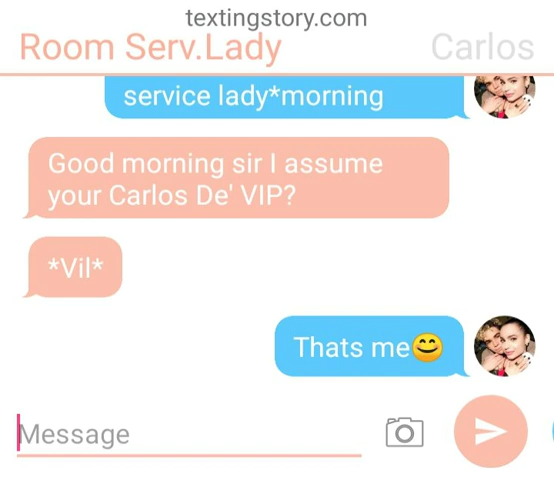 textingstory.com
Room Serv.Lady
Carlos
service lady*morning
Good morning sir I assume
your Carlos De' VIP?
*Vil*
Thats me😊
Message